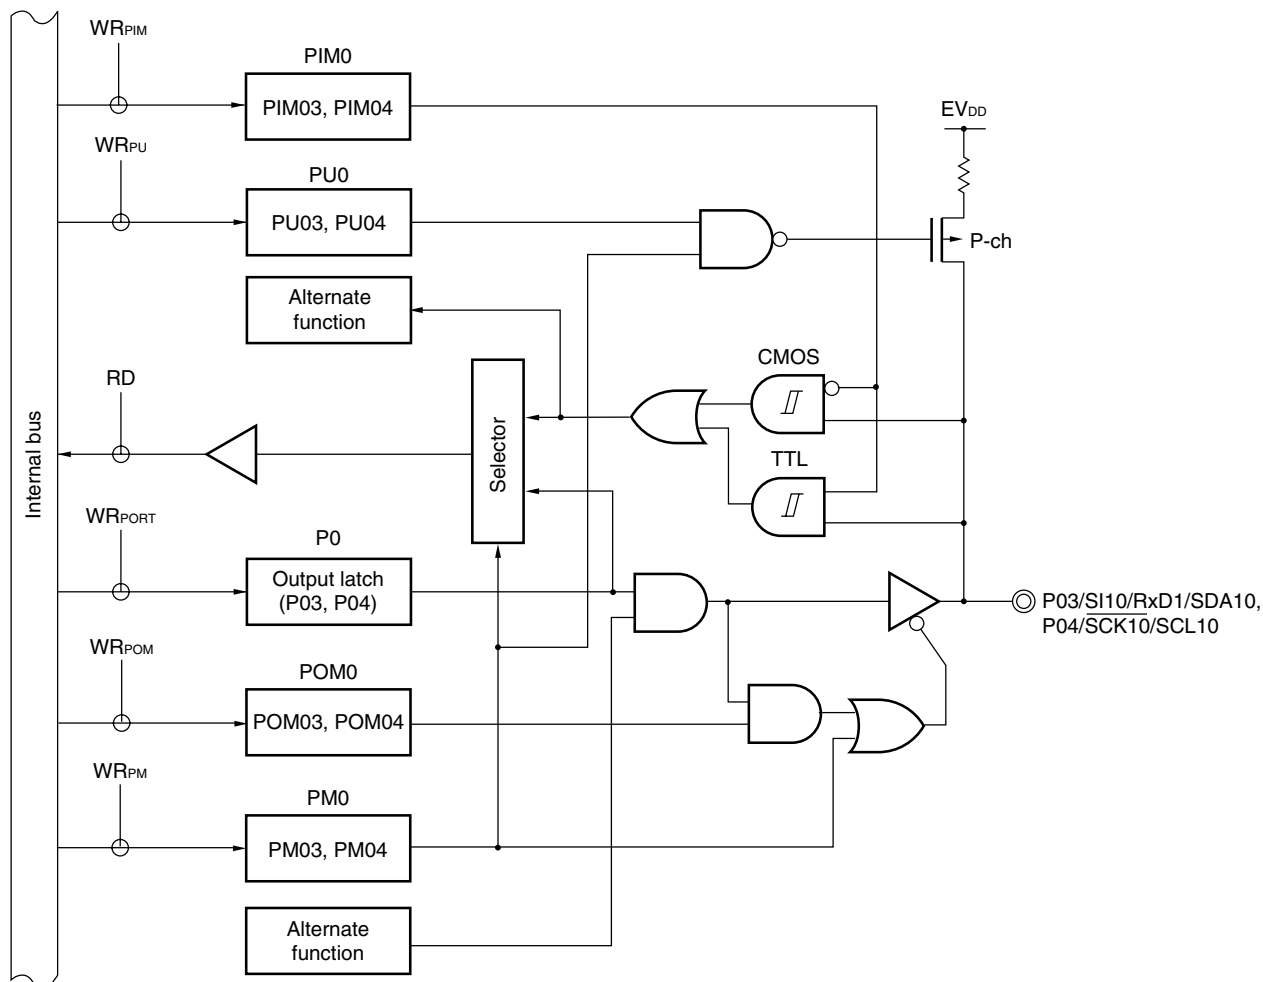 WRPIM
PIM0
PIM03, PIM04
EVDD
WRPU
PU0
PU03, PU04
P-ch
Alternate
function
CMOS
RD
Selector
TTL
Internal bus
WRPORT
P0
Output latch
(P03, P04)
P03/SI10/RxD1/SDA10,
P04/SCK10/SCL10
WRPOM
POM0
POM03, POM04
WRPM
PM0
PM03, PM04
Alternate
function